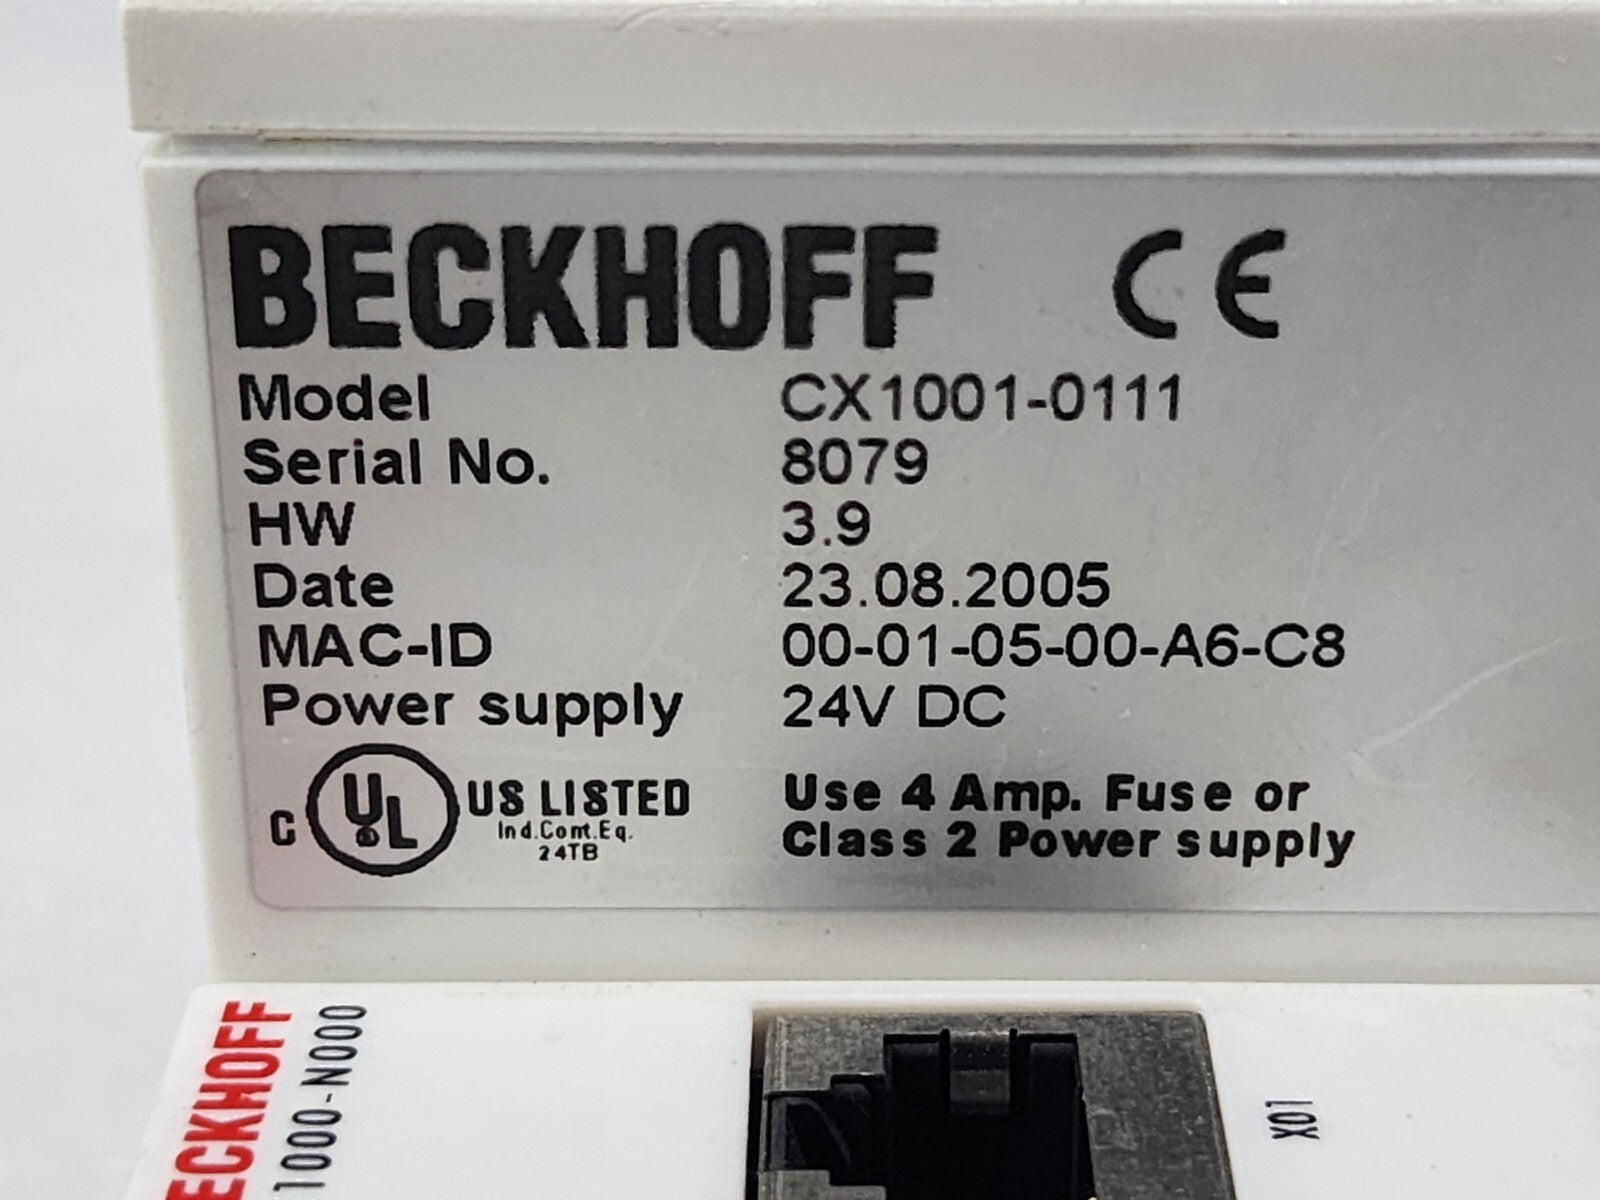 BECKHOFF CE
Model CX1001-0111
Serial No. 8079
HW 3.9
Date 23.08.2005
MAC-ID 00-01-05-00-A6-C8
Power supply 24V DC
C UL US LISTED
Ind.Cont.Eq.
24TB
Use 4 Amp. Fuse or
Class 2 Power supply
BECKHOFF
1000-N000
X01